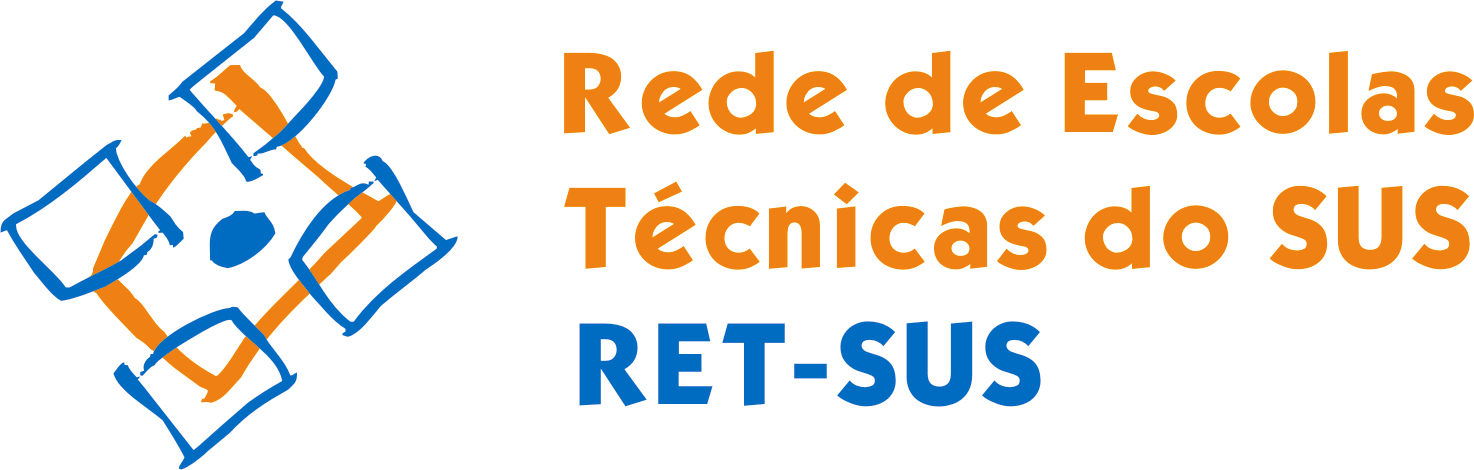 Rede de Escolas
Técnicas do SUS
RET-SUS